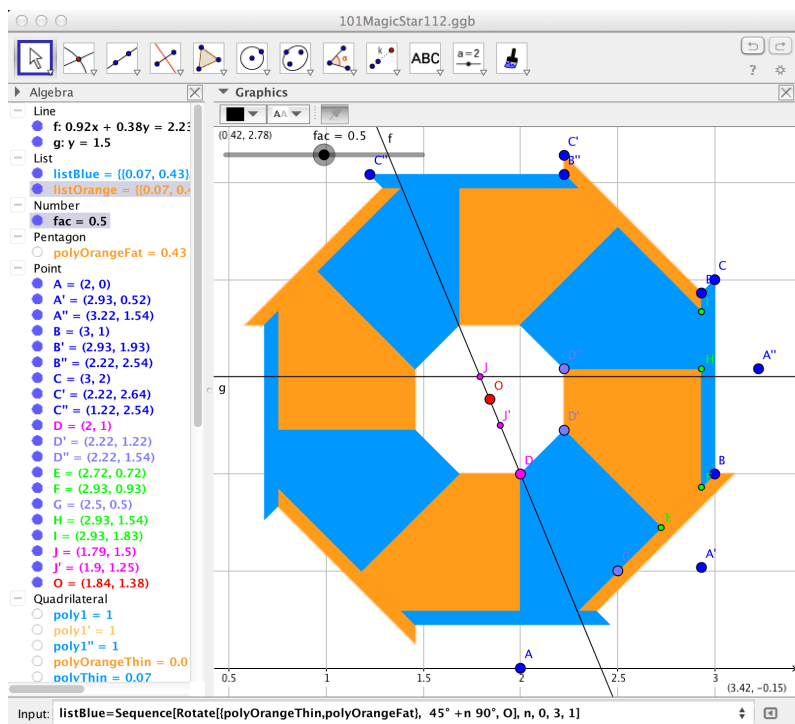 101MagicStar112.ggb
ABC
a=2
?
Algebra
Graphics
Line
f: 0.92x + 0.38y = 2.23
g: y = 1.5
List
listBlue = {{0.07, 0.43}
listOrange = {{0.07, 0.4
Number
fac = 0.5
Pentagon
polyOrangeFat = 0.43
Point
A = (2, 0)
A' = (2.93, 0.52)
A" = (3.22, 1.54)
B = (3, 1)
B' = (2.93, 1.93)
B" = (2.22, 2.54)
C = (3, 2)
C' = (2.22, 2.64)
C" = (1.22, 2.54)
D = (2, 1)
D' = (2.22, 1.22)
D" = (2.22, 1.54)
E = (2.72, 0.72)
F = (2.93, 0.93)
G = (2.5, 0.5)
H = (2.93, 1.54)
I = (2.93, 1.83)
J = (1.79, 1.5)
J' = (1.9, 1.25)
O = (1.84, 1.38)
Quadrilateral
poly1 = 1
poly1' = 1
poly1" = 1
polyOrangeThin = 0.0
polyThin = 0.07
AA
(0.42, 2.78)
fac = 0.5
f
C'
C"
B"
C
A"
J
O
J'
g
D"
D'
D
H
B
E
A'
A
0.5
1
1.5
2
2.5
3
(3.42, -0.15)
Input: listBlue=Sequence[Rotate[{polyOrangeThin,polyOrangeFat}, 45° +n 90°, O], n, 0, 3, 1]